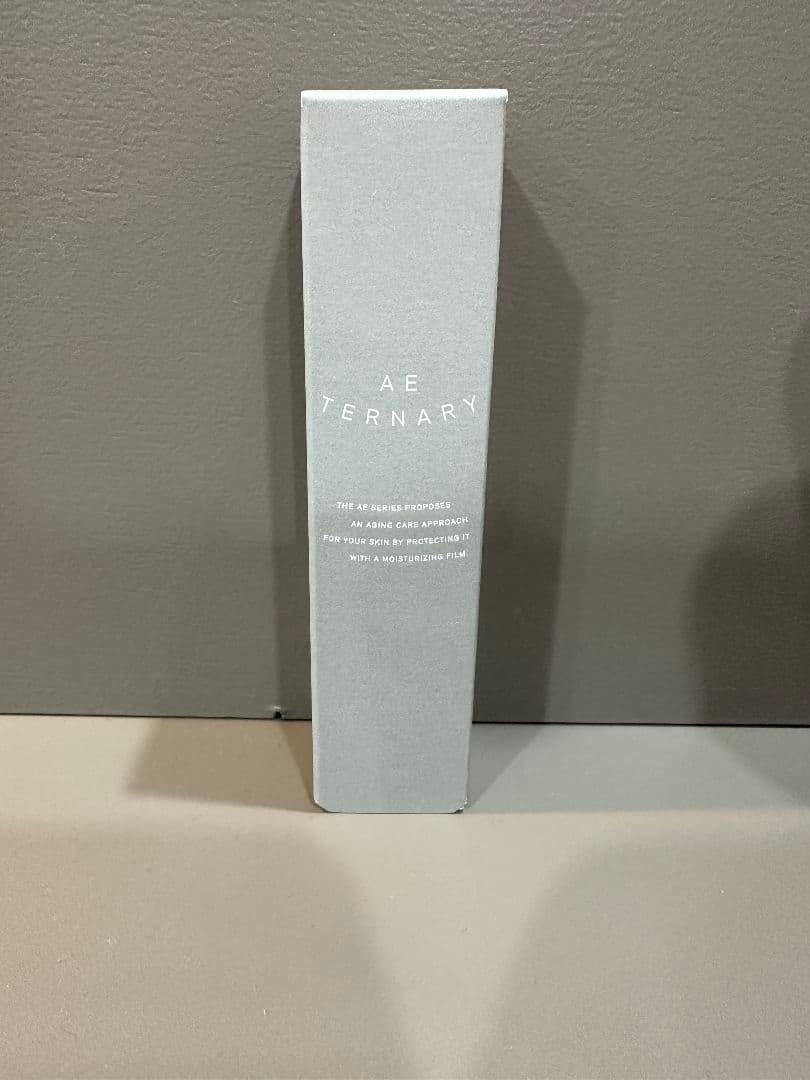 AE
TERNARY
THE AE SERIES PROPOSES
AN AGING CARE APPROACH
FOR YOUR SKIN BY PROTECTING IT
WITH A MOISTURIZING FILM.